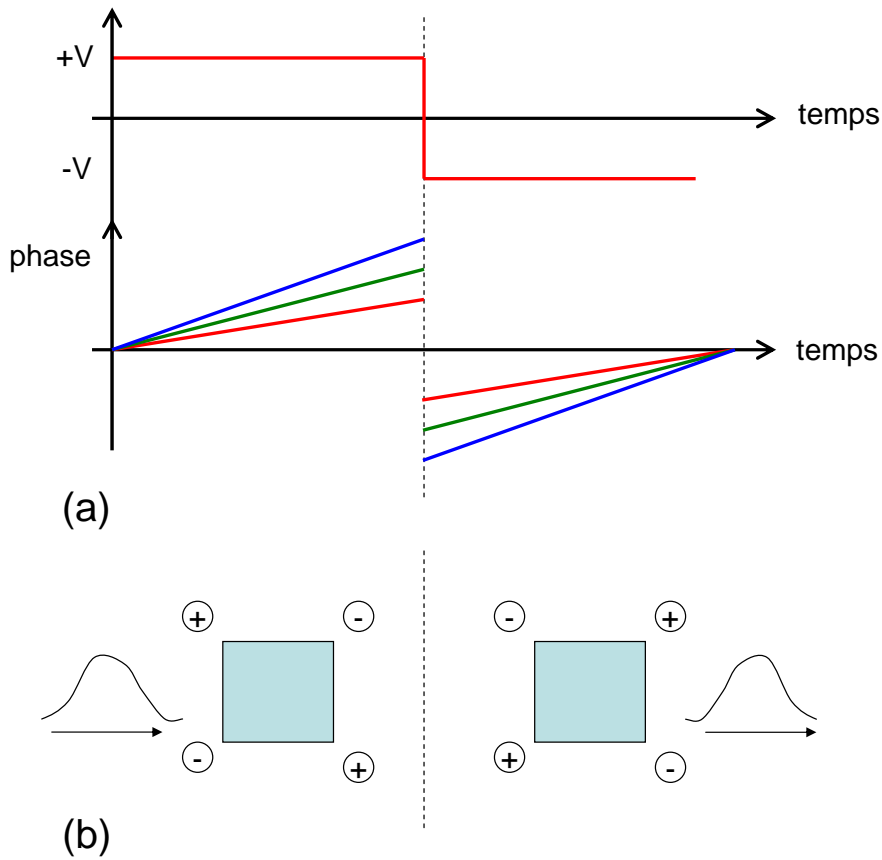 +V
temps
-V
phase
temps
(a)
+ - - +
- + + -
(b)